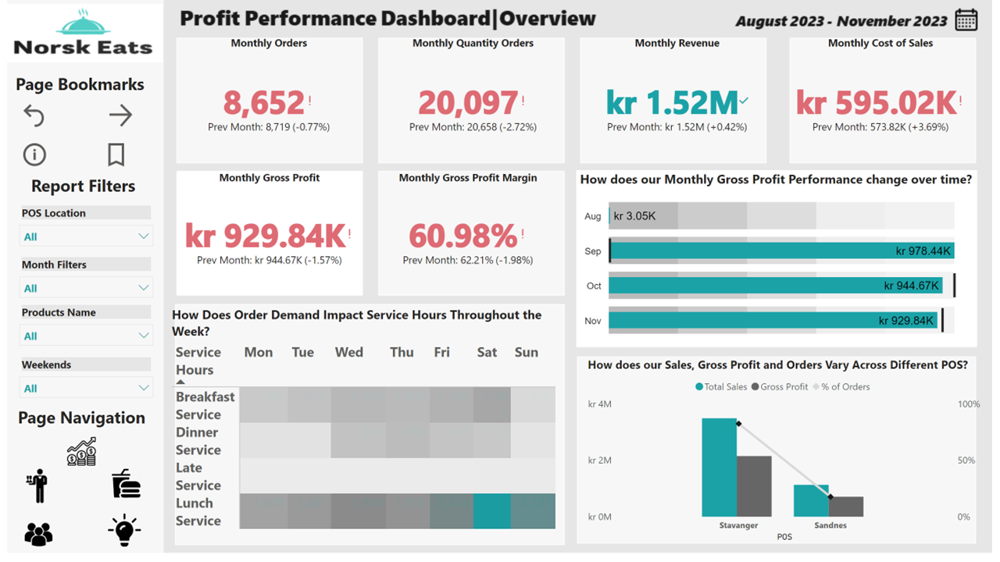 Norsk Eats
Profit Performance Dashboard|Overview
August 2023 - November 2023
Page Bookmarks
Report Filters
POS Location
All
Month Filters
All
Products Name
All
Weekends
All
Page Navigation
Monthly Orders
8,652!
Prev Month: 8,719 (-0.77%)
Monthly Quantity Orders
20,097!
Prev Month: 20,658 (-2.72%)
Monthly Revenue
kr 1.52M
Prev Month: kr 1.52M (+0.42%)
Monthly Cost of Sales
kr 595.02K!
Prev Month: 573.82K (+3.69%)
Monthly Gross Profit
kr 929.84K!
Prev Month: kr 944.67K (-1.57%)
Monthly Gross Profit Margin
60.98%!
Prev Month: 62.21% (-1.98%)
How does our Monthly Gross Profit Performance change over time?
Aug kr 3.05K
Sep kr 978.44K
Oct kr 944.67K
Nov kr 929.84K
How Does Order Demand Impact Service Hours Throughout the
Week?
Service Mon Tue Wed Thu Fri Sat Sun
Hours
Breakfast
Service
Dinner
Service
Late
Service
Lunch
Service
How does our Sales, Gross Profit and Orders Vary Across Different POS?
Total Sales Gross Profit % of Orders
kr 4M 100%
kr 2M 50%
kr 0M 0%
Stavanger Sandnes
POS